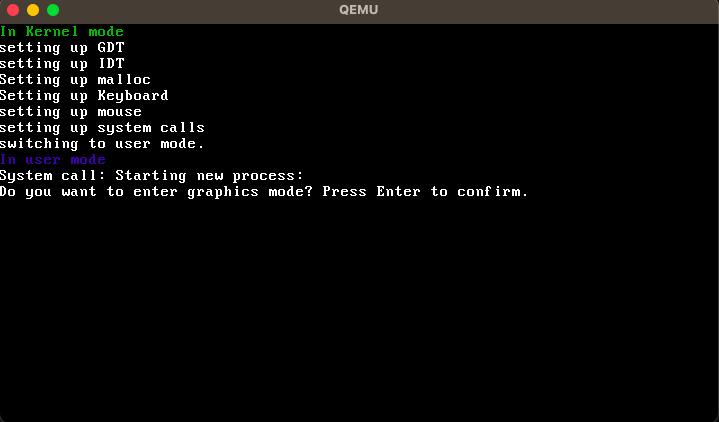 QEMU
In Kernel mode
setting up GDT
setting up IDT
Setting up malloc
Setting up Keyboard
setting up mouse
setting up system calls
switching to user mode.
In user mode
System call: Starting new process:
Do you want to enter graphics mode? Press Enter to confirm.